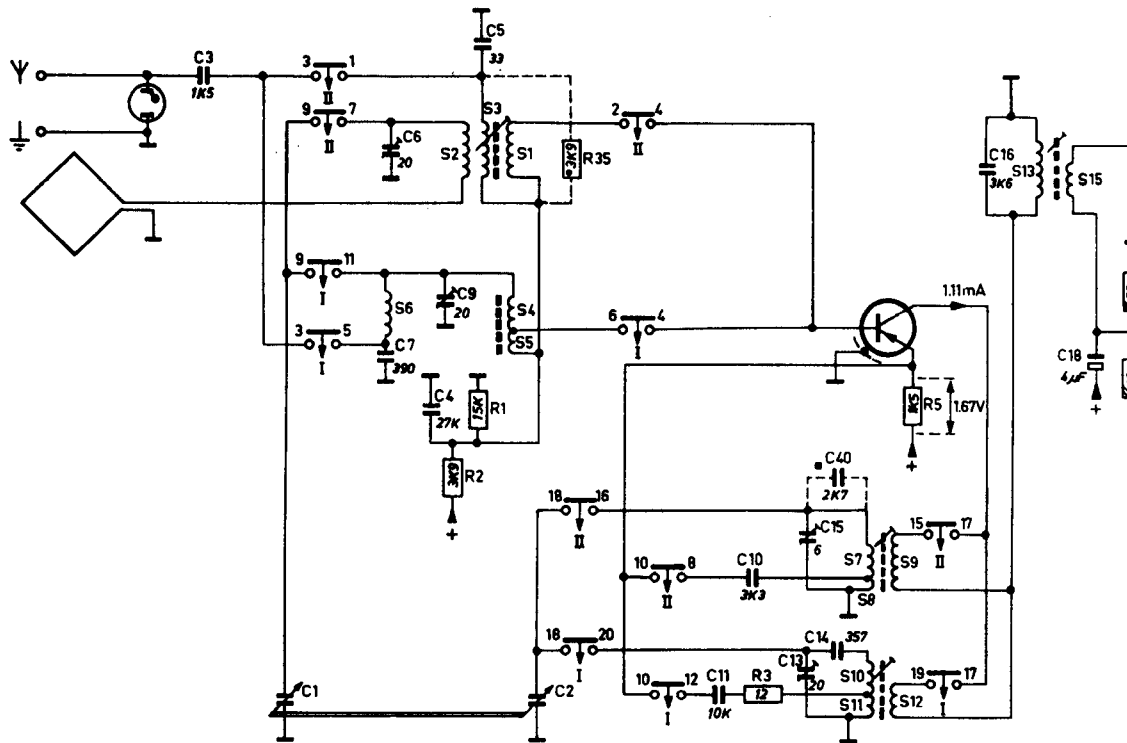 C3
1K5
3 1
II
9 7
II
C5
33
C6
20
S2
S3
S1
R35
3K9
2 4
II
C16
3K6
S13
S15
9 11
I
S6
C9
20
S4
S5
3 5
I
C7
390
6 4
I
1.11mA
C18
4µF
+
R5
1K5
1.67V
+
C4
27K
15K
R1
3K9
R2
+
C40
2K7
18 16
II
C15
6
S7
S9
15 17
II
10 8
II
C10
3K3
S8
18 20
I
C14
357
C13
20
S10
S11
S12
19 17
I
10 12
I
C11
10K
R3
12
C1
C2